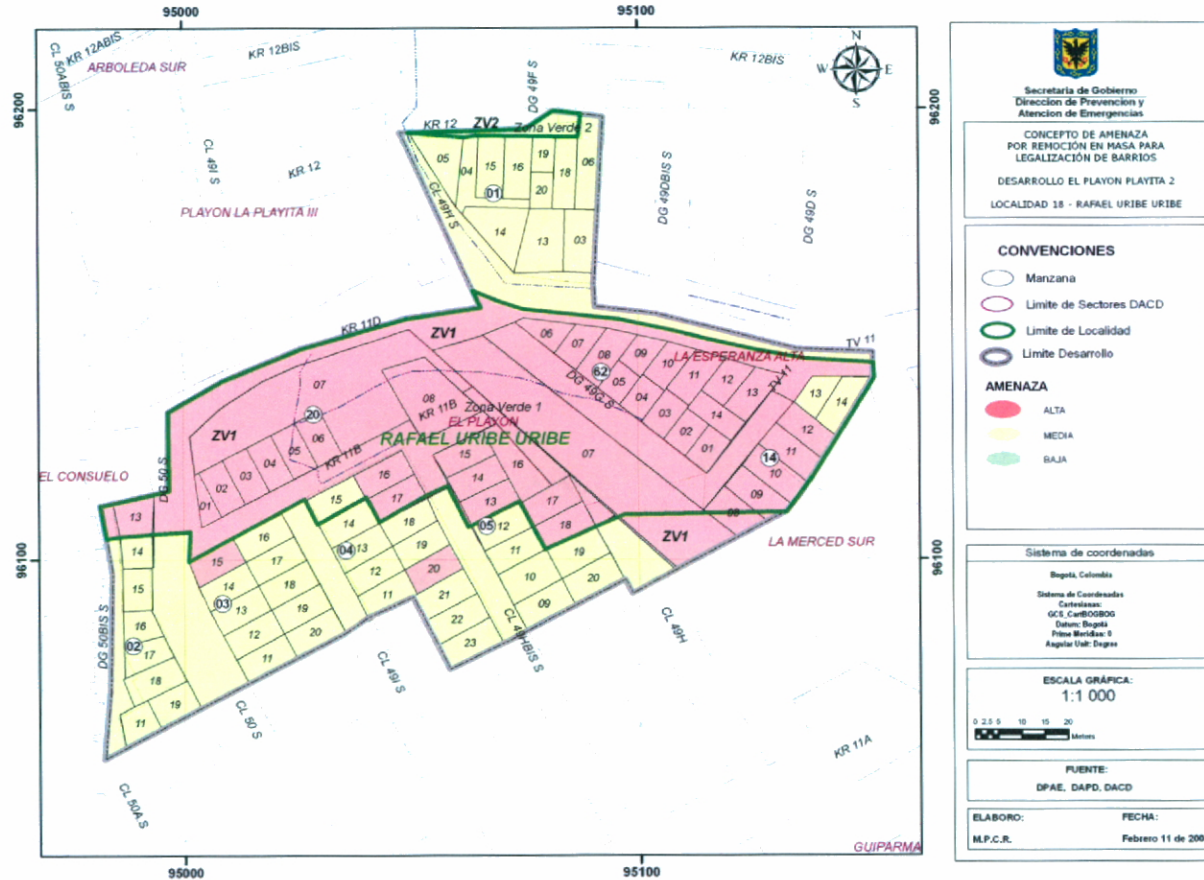 95000
95100
96200
96200
CL 50ABIS S
KR 12ABIS
KR 12BIS
KR 12BIS
ARBOLEDA SUR
CL 49I S
KR 12
PLAYON LA PLAYITA III
DG 49F S
KR 12
ZV2
Zona Verde 2
DG 49DBIS S
DG 49D S
CL 49H S
05
04
15
16
19
20
18
06
01
14
13
03
KR 11D
ZV1
TV 11
LA ESPERANZA ALTA
06
07
08
09
10
11
12
13
62
05
04
03
02
01
14
DG 49G S
TV 11
13
14
12
11
14
10
09
08
07
20
08
KR 11B
Zona Verde 1
EL PLAYON
RAFAEL URIBE URIBE
ZV1
06
05
04
03
02
01
KR 11B
07
EL CONSUELO
DG 50 S
13
14
15
16
02
17
18
19
11
15
16
17
14
03
13
18
12
19
11
20
15
16
17
14
18
04
13
19
12
20
11
21
22
23
15
16
14
13
17
18
05
12
11
19
10
20
09
ZV1
LA MERCED SUR
96100
96100
DG 50BIS S
CL 50A S
CL 50 S
CL 49I S
CL 49HBIS S
CL 49H
KR 11A
GUIPARMA
95000
95100
N
W
E
S
Secretaria de Gobierno
Direccion de Prevencion y
Atencion de Emergencias
CONCEPTO DE AMENAZA
POR REMOCIÓN EN MASA PARA
LEGALIZACIÓN DE BARRIOS
DESARROLLO EL PLAYON PLAYITA 2
LOCALIDAD 18 - RAFAEL URIBE URIBE
CONVENCIONES
Manzana
Limite de Sectores DACD
Limite de Localidad
Limite Desarrollo
AMENAZA
ALTA
MEDIA
BAJA
Sistema de coordenadas
Bogotá, Colombia
Sistema de Coordenadas
Cartesianas:
GCS_CartBOGBOG
Datum: Bogotá
Prime Meridian: 0
Angular Unit: Degree
ESCALA GRÁFICA:
1:1 000
0 2.5 5 10 15 20
Meters
FUENTE:
DPAE, DAPD, DACD
ELABORO:
FECHA:
M.P.C.R.
Febrero 11 de 200